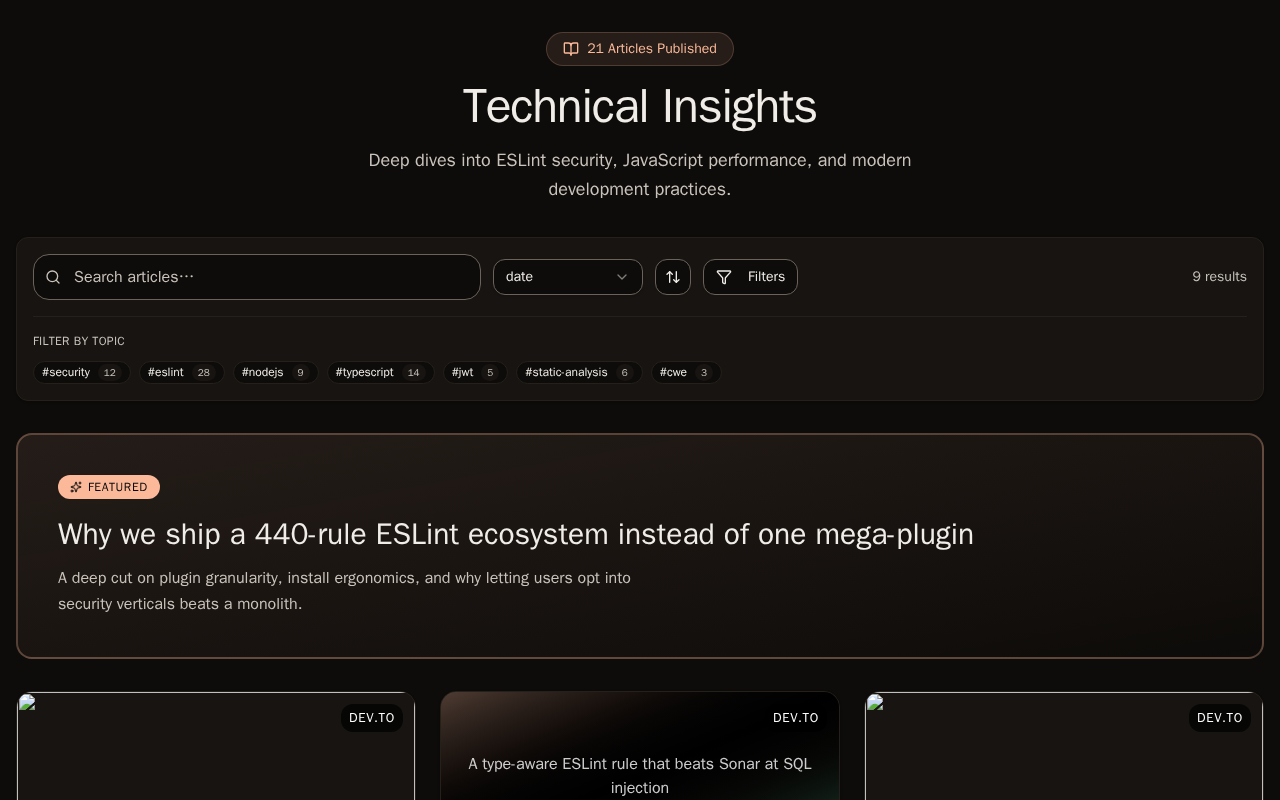 21 Articles Published
Technical Insights
Deep dives into ESLint security, JavaScript performance, and modern
development practices.
Search articles…
date
Filters
9 results
FILTER BY TOPIC
#security 12
#eslint 28
#nodejs 9
#typescript 14
#jwt 5
#static-analysis 6
#cwe 3
FEATURED
Why we ship a 440-rule ESLint ecosystem instead of one mega-plugin
A deep cut on plugin granularity, install ergonomics, and why letting users opt into
security verticals beats a monolith.
DEV.TO
DEV.TO
A type-aware ESLint rule that beats Sonar at SQL
injection
DEV.TO